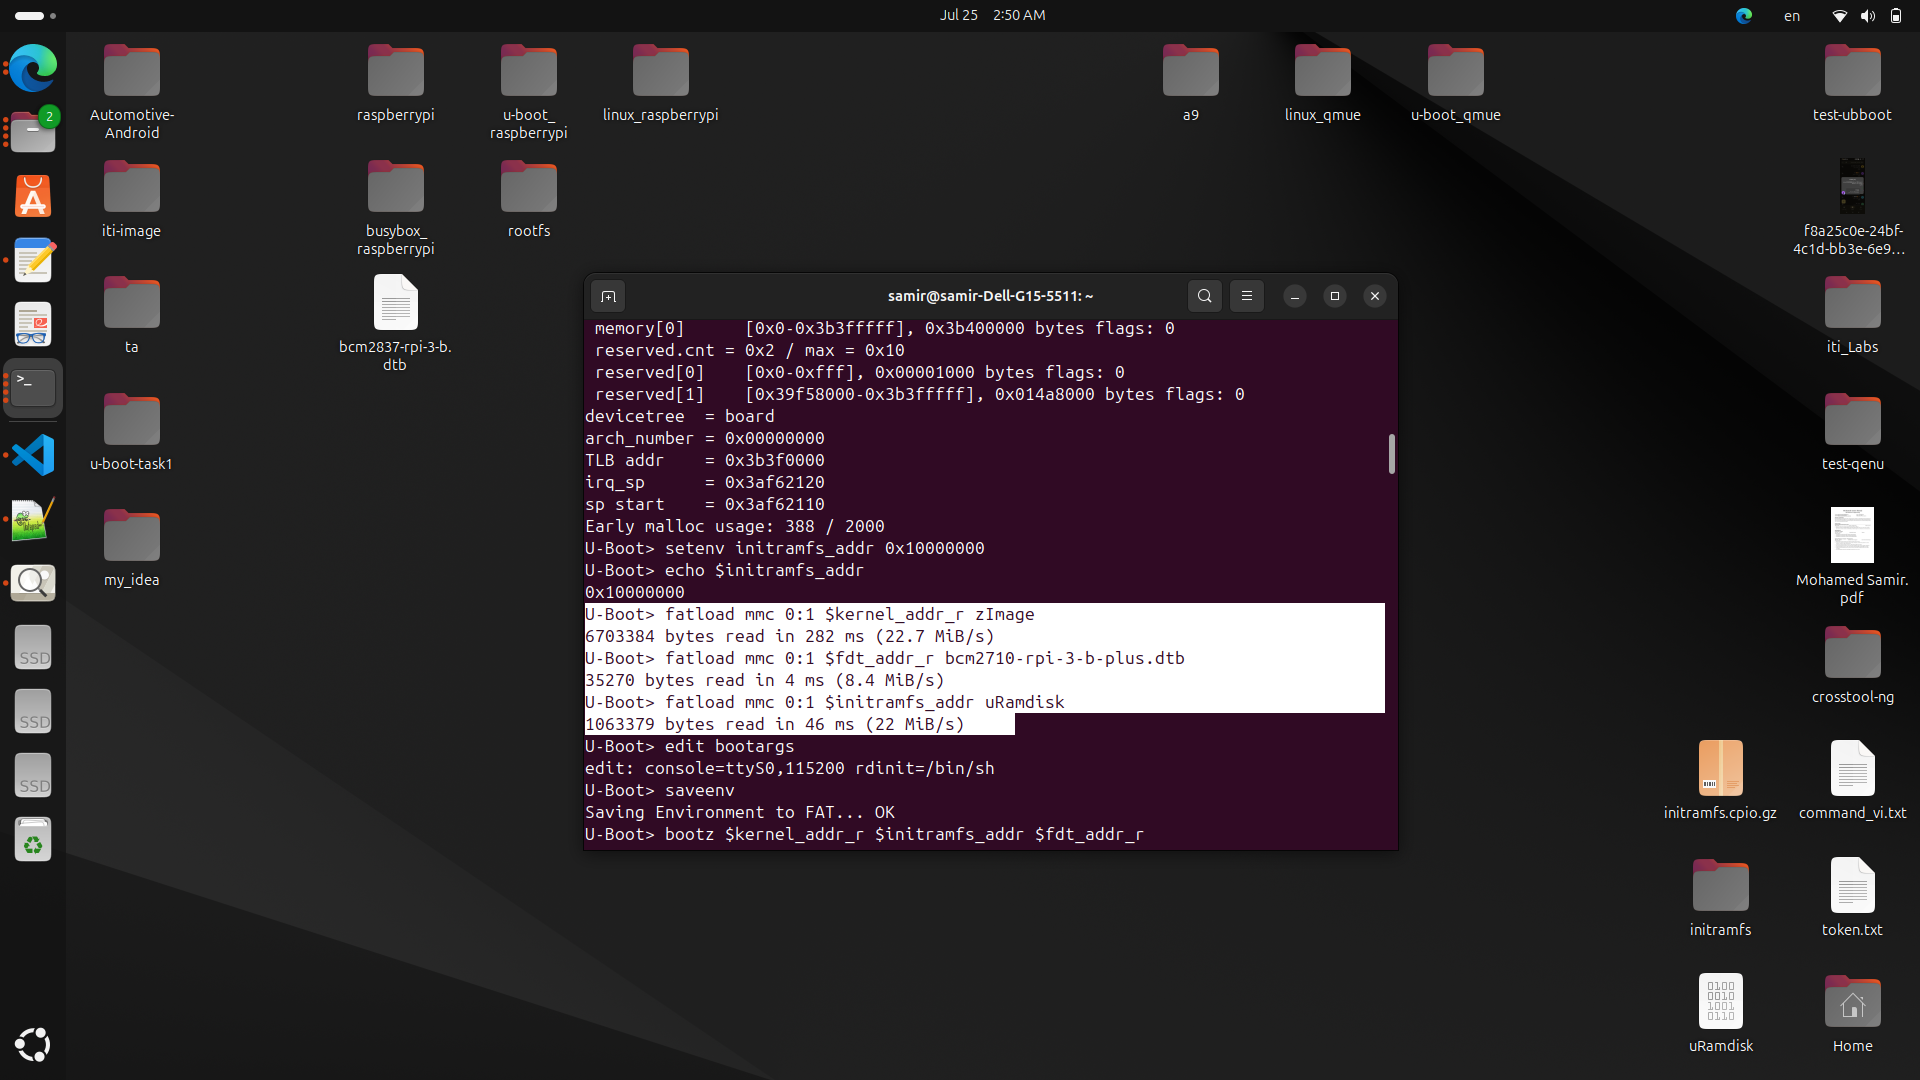 Jul 25 2:50 AM
en
2
Automotive-
Android
raspberrypi
u-boot_
raspberrypi
linux_raspberrypi
a9
linux_qmue
u-boot_qmue
test-ubboot
iti-image
busybox_
raspberrypi
rootfs
f8a25c0e-24bf-
4c1d-bb3e-6e9...
ta
bcm2837-rpi-3-b.
dtb
iti_Labs
u-boot-task1
test-qenu
my_idea
Mohamed Samir.
pdf
crosstool-ng
initramfs.cpio.gz
command_vi.txt
initramfs
token.txt
uRamdisk
Home
SSD
SSD
SSD
samir@samir-Dell-G15-5511: ~
memory[0]      [0x0-0x3b3fffff], 0x3b400000 bytes flags: 0
reserved.cnt = 0x2 / max = 0x10
reserved[0]    [0x0-0xfff], 0x00001000 bytes flags: 0
reserved[1]    [0x39f58000-0x3b3fffff], 0x014a8000 bytes flags: 0
devicetree  = board
arch_number = 0x00000000
TLB addr    = 0x3b3f0000
irq_sp      = 0x3af62120
sp start    = 0x3af62110
Early malloc usage: 388 / 2000
U-Boot> setenv initramfs_addr 0x10000000
U-Boot> echo $initramfs_addr
0x10000000
U-Boot> fatload mmc 0:1 $kernel_addr_r zImage
6703384 bytes read in 282 ms (22.7 MiB/s)
U-Boot> fatload mmc 0:1 $fdt_addr_r bcm2710-rpi-3-b-plus.dtb
35270 bytes read in 4 ms (8.4 MiB/s)
U-Boot> fatload mmc 0:1 $initramfs_addr uRamdisk
1063379 bytes read in 46 ms (22 MiB/s)
U-Boot> edit bootargs
edit: console=ttyS0,115200 rdinit=/bin/sh
U-Boot> saveenv
Saving Environment to FAT... OK
U-Boot> bootz $kernel_addr_r $initramfs_addr $fdt_addr_r